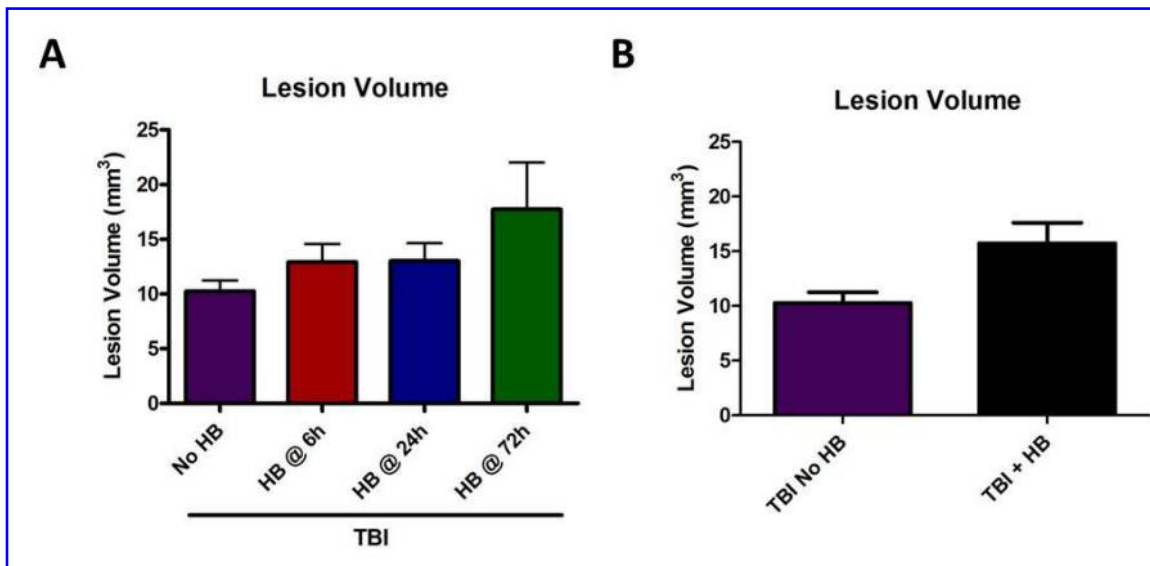 A
Lesion Volume
Lesion Volume (mm³)
25
20
15
10
5
0
No HB
HB @ 6h
HB @ 24h
HB @ 72h
TBI
B
Lesion Volume
Lesion Volume (mm³)
25
20
15
10
5
0
TBI No HB
TBI + HB